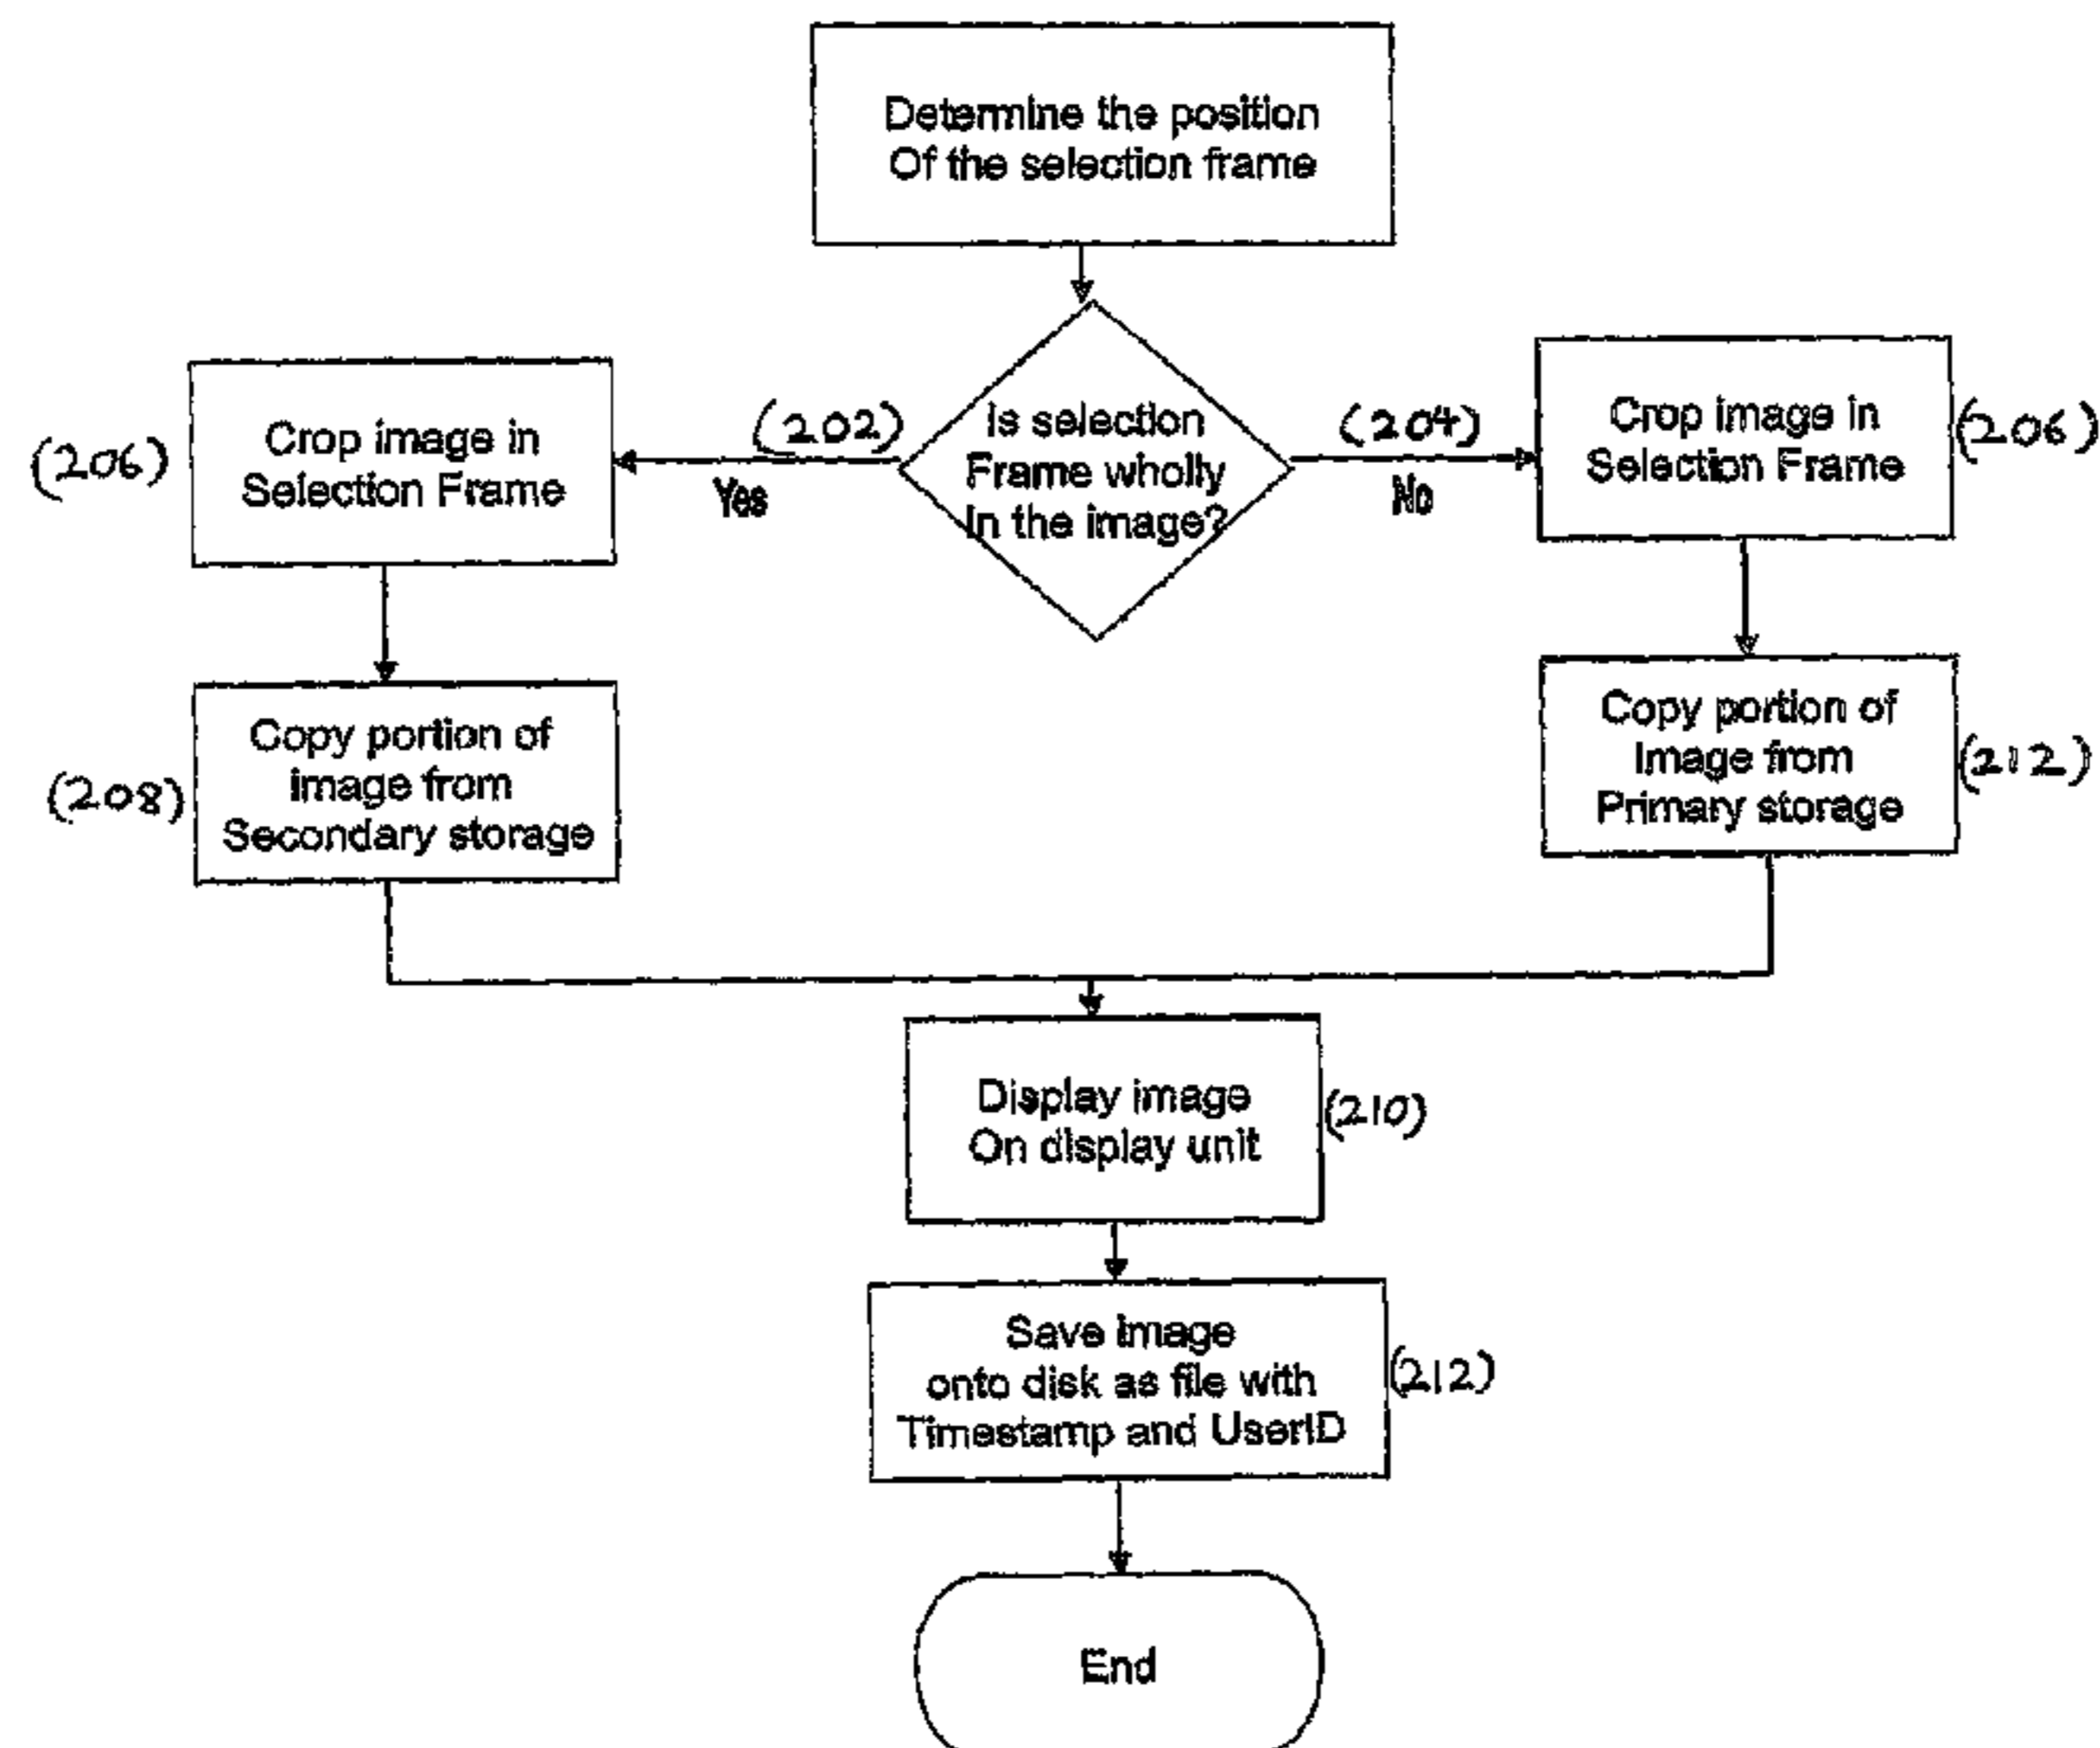 Determine the position
Of the selection frame
Is selection
Frame wholly
In the image?
(202)
Yes
(204)
No
(206)
Crop image in
Selection Frame
Crop image in
Selection Frame
(206)
(208)
Copy portion of
image from
Secondary storage
Copy portion of
Image from
Primary storage
(212)
Display image
On display unit
(210)
Save image
onto disk as file with
Timestamp and UserID
(212)
End